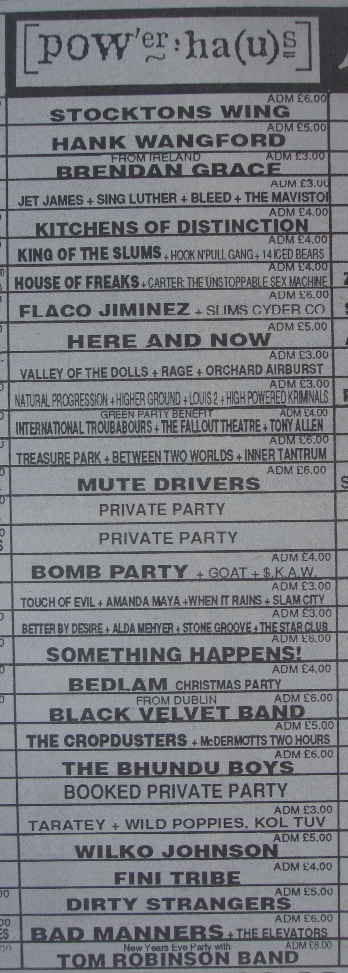 [pow'er:ha(u)s]
ADM £6.00
STOCKTONS WING
ADM £5.00
HANK WANGFORD
FROM IRELAND ADM £3.00
BRENDAN GRACE
ADM £3.00
JET JAMES + SING LUTHER + BLEED + THE
ADM £4.00
KITCHENS OF DISTINCTION
ADM £4.00
KING OF THE SLUMS + HOOK N'PULL GANG + 14 ICED BEARS
ADM £4.00
HOUSE OF FREAKS + CARTER THE UNSTOPPABLE SEX MACHINE
ADM £6.00
FLACO JIMINEZ + SLIMS CYDER CO
ADM £5.00
HERE AND NOW
ADM £3.00
VALLEY OF THE DOLLS + RAGE + ORCHARD AIRBURST
ADM £3.00
NATURAL PROGRESSION + HIGHER GROUND + LOUIS 2 + HIGH POWERED KRIMINALS
GREEN PARTY BENEFIT ADM £4.00
INTERNATIONAL TROUBABOURS + THE FALLOUT THEATRE + TONY ALLEN
ADM £6.00
TREASURE PARK + BETWEEN TWO WORLDS + INNER TANTRUM
ADM £6.00
MUTE DRIVERS
PRIVATE PARTY
PRIVATE PARTY
ADM £4.00
BOMB PARTY + GOAT + $.K.A.W.
ADM £3.00
TOUCH OF EVIL + AMANDA MAYA + WHEN IT RAINS + SLAM CITY
ADM £3.00
BETTER BY DESIRE + ALDA MEHYER + STONE GROOVE + THE STAR CLUB
ADM £6.00
SOMETHING HAPPENS!
ADM £4.00
BEDLAM CHRISTMAS PARTY
FROM DUBLIN ADM £6.00
BLACK VELVET BAND
ADM £5.00
THE CROPDUSTERS + McDERMOTTS TWO HOURS
ADM £6.00
THE BHUNDU BOYS
BOOKED PRIVATE PARTY
ADM £3.00
TARATEY + WILD POPPIES, KOL TUV
ADM £5.00
WILKO JOHNSON
ADM £4.00
FINI TRIBE
ADM £5.00
DIRTY STRANGERS
ADM £6.00
BAD MANNERS + THE ELEVATORS
New Years Eve Party with ADM £8.00
TOM ROBINSON BAND